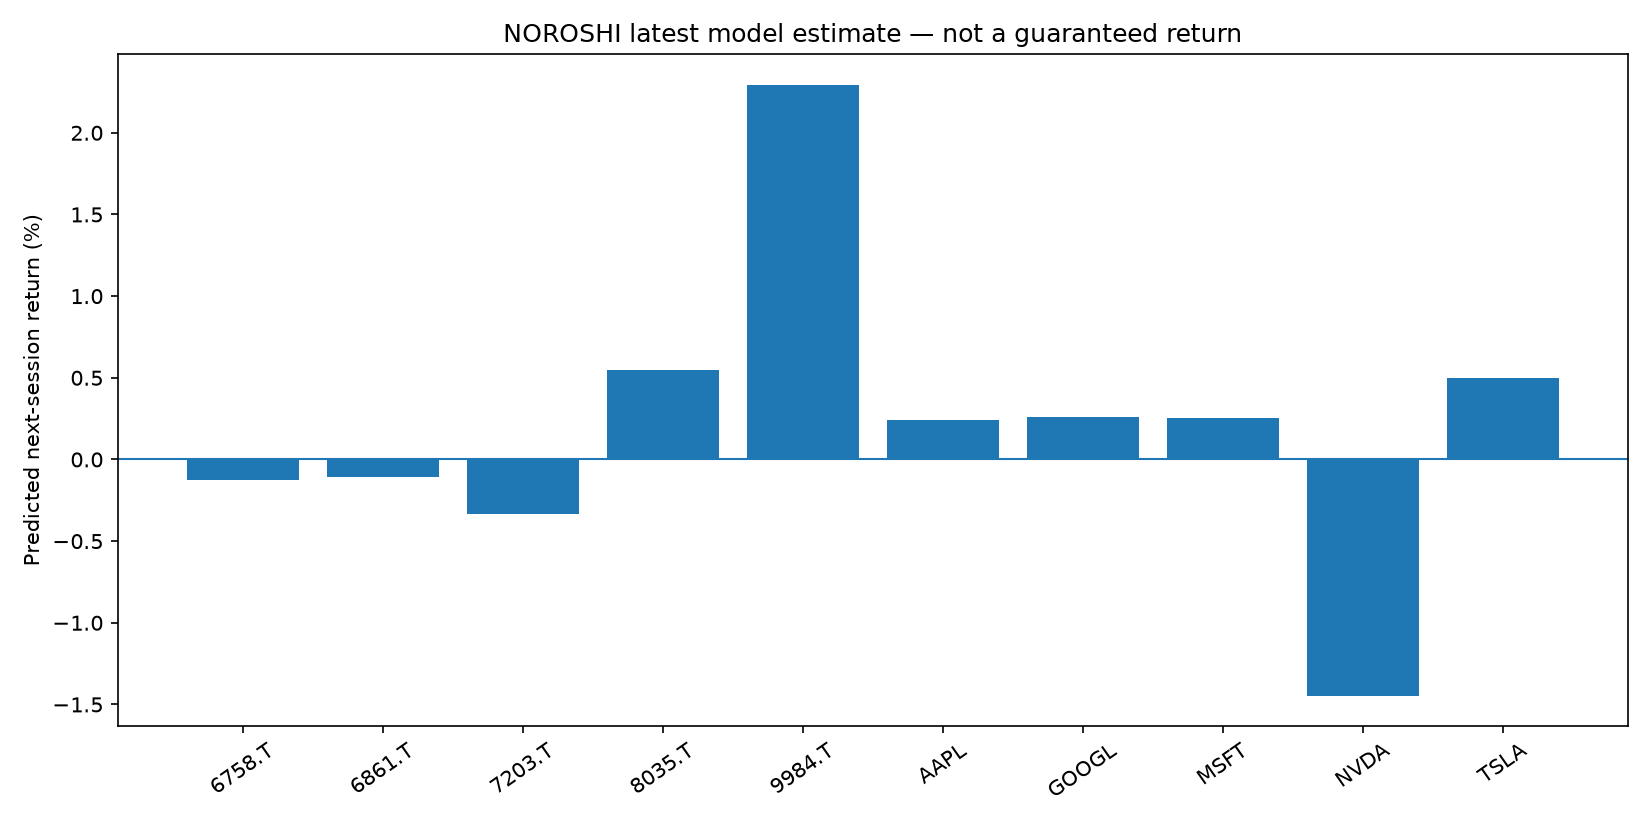 NOROSHI latest model estimate — not a guaranteed return
Predicted next-session return (%)
2.0
1.5
1.0
0.5
0.0
−0.5
−1.0
−1.5
6758.T
6861.T
7203.T
8035.T
9984.T
AAPL
GOOGL
MSFT
NVDA
TSLA